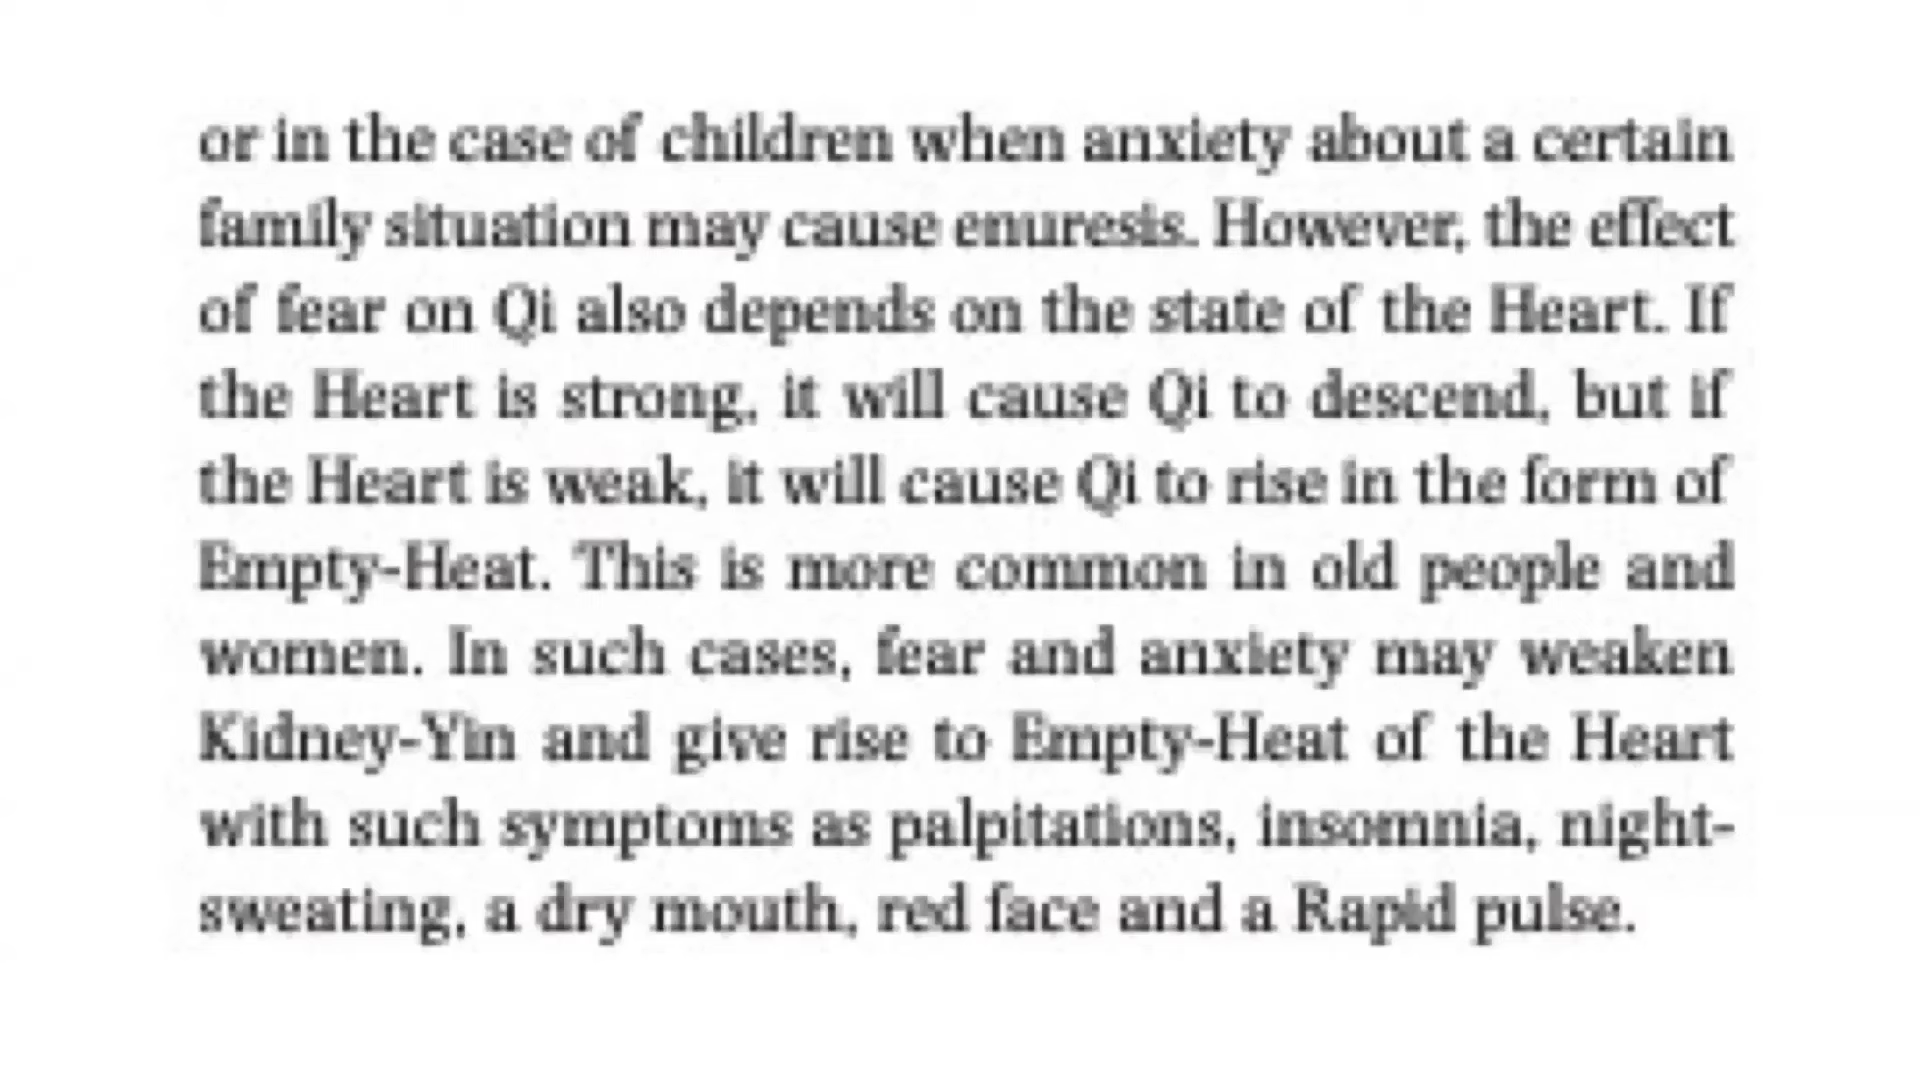 or in the case of children when anxiety about a certain
family situation may cause enuresis. However, the effect
of fear on Qi also depends on the state of the Heart. If
the Heart is strong, it will cause Qi to descend, but if
the Heart is weak, it will cause Qi to rise in the form of
Empty-Heat. This is more common in old people and
women. In such cases, fear and anxiety may weaken
Kidney-Yin and give rise to Empty-Heat of the Heart
with such symptoms as palpitations, insomnia, night-
sweating, a dry mouth, red face and a Rapid pulse.